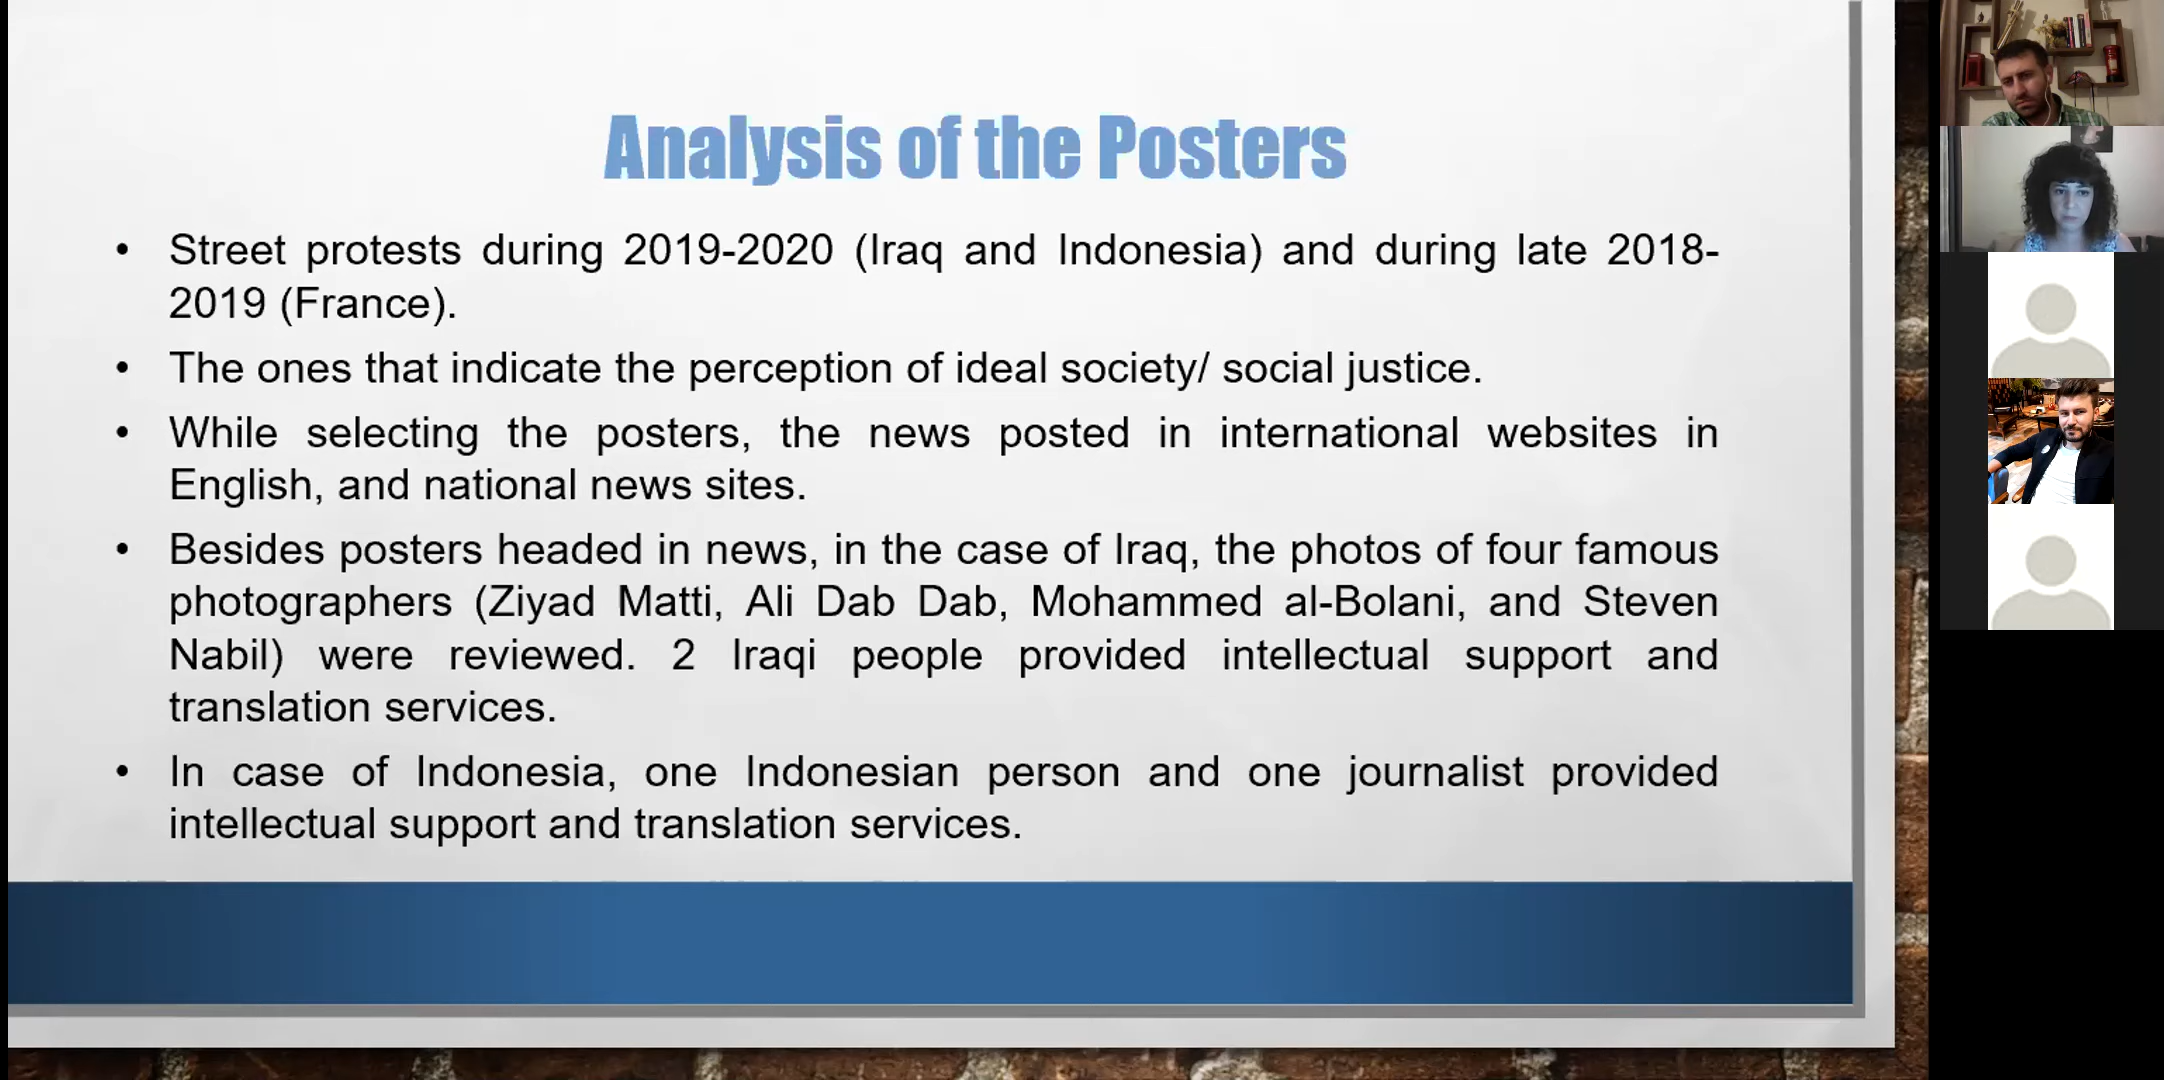 Analysis of the Posters
• Street protests during 2019-2020 (Iraq and Indonesia) and during late 2018-
2019 (France).
• The ones that indicate the perception of ideal society/ social justice.
• While selecting the posters, the news posted in international websites in
English, and national news sites.
• Besides posters headed in news, in the case of Iraq, the photos of four famous
photographers (Ziyad Matti, Ali Dab Dab, Mohammed al-Bolani, and Steven
Nabil) were reviewed. 2 Iraqi people provided intellectual support and
translation services.
• In case of Indonesia, one Indonesian person and one journalist provided
intellectual support and translation services.